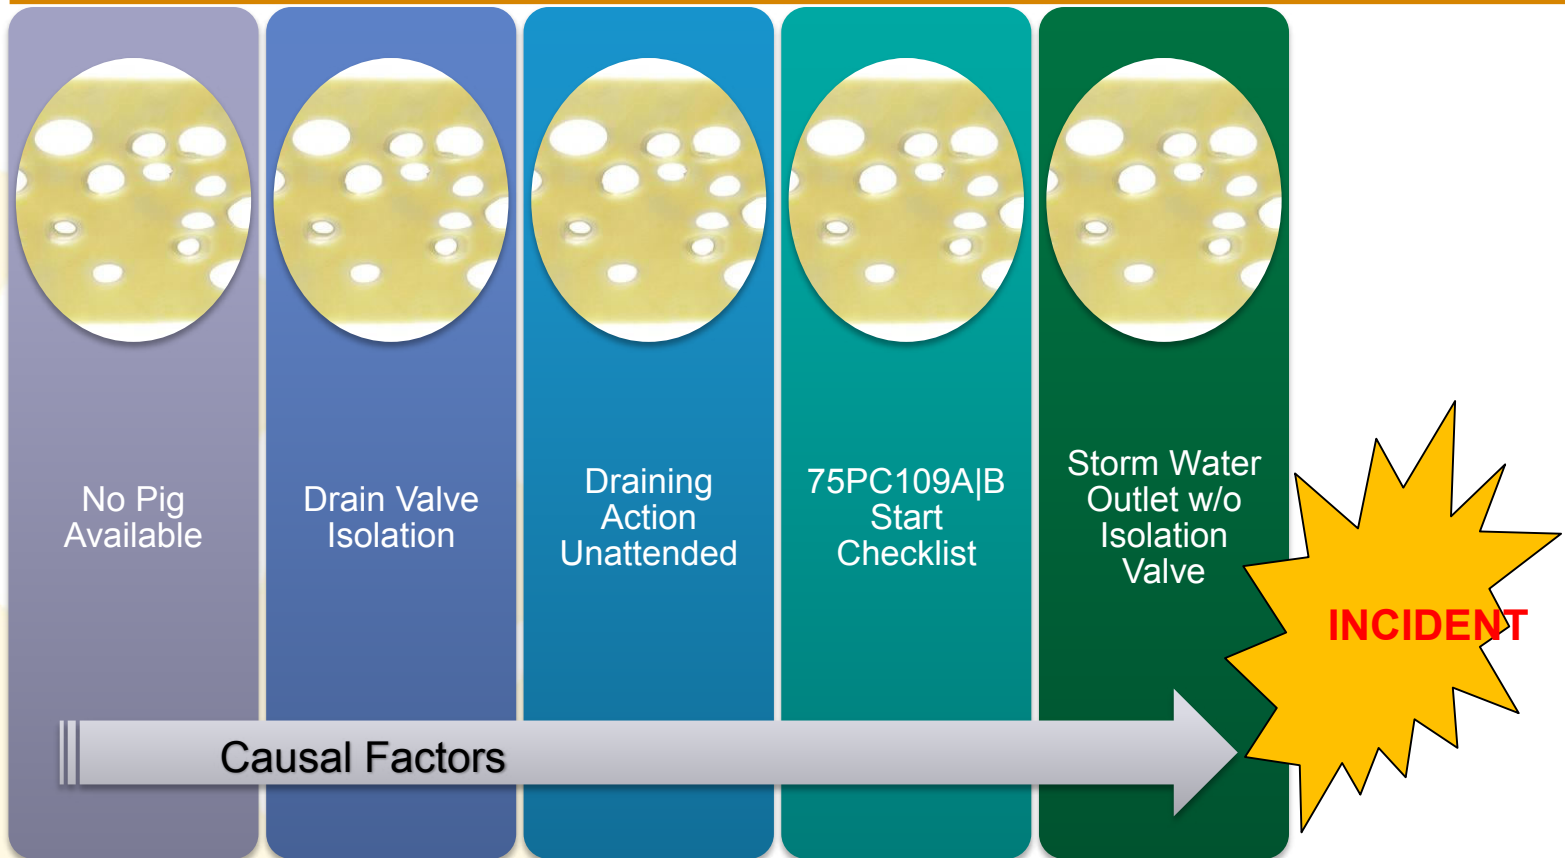 No Pig
Available
Drain Valve
Isolation
Draining
Action
Unattended
75PC109A|B
Start
Checklist
Storm Water
Outlet w/o
Isolation
Valve
INCIDENT
Causal Factors